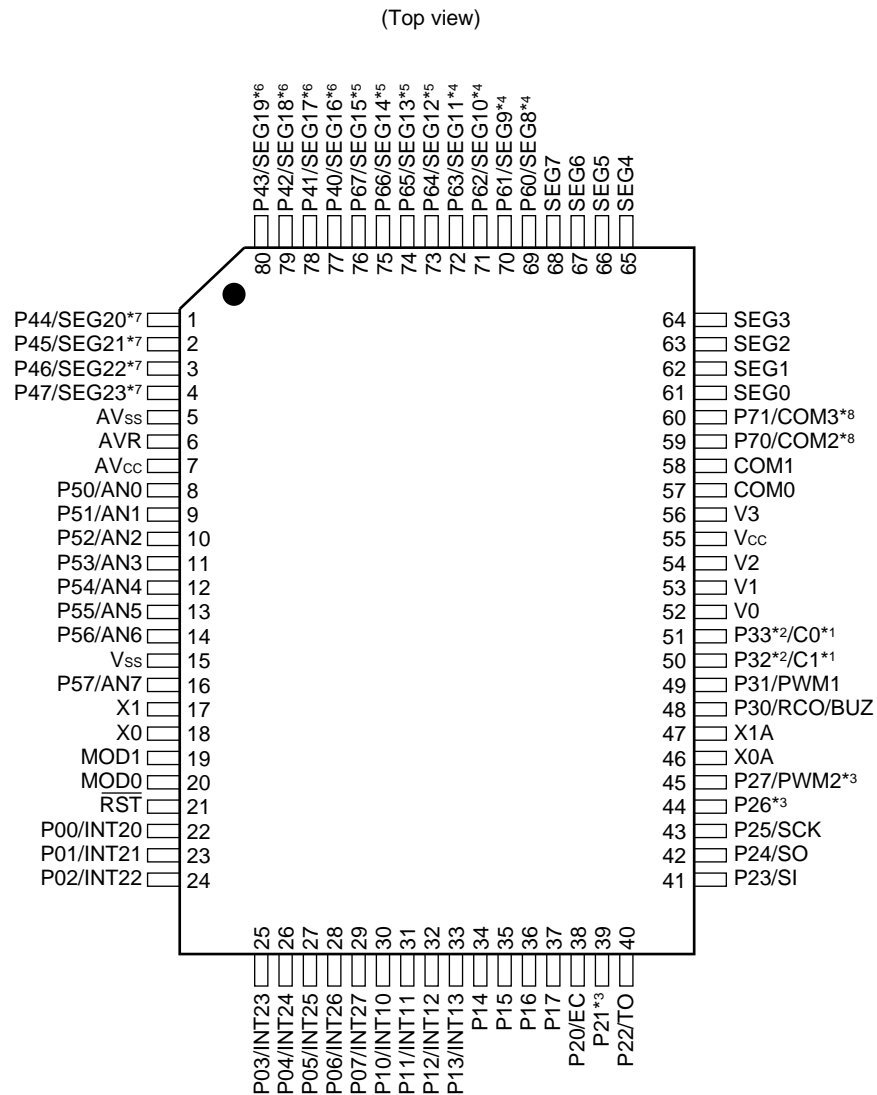 (Top view)
P43/SEG19*6
P42/SEG18*6
P41/SEG17*6
P40/SEG16*6
P67/SEG15*5
P66/SEG14*5
P65/SEG13*5
P64/SEG12*5
P63/SEG11*4
P62/SEG10*4
P61/SEG9*4
P60/SEG8*4
SEG7
SEG6
SEG5
SEG4
80
79
78
77
76
75
74
73
72
71
70
69
68
67
66
65
P44/SEG20*7 1
P45/SEG21*7 2
P46/SEG22*7 3
P47/SEG23*7 4
AVss 5
AVR 6
AVcc 7
P50/AN0 8
P51/AN1 9
P52/AN2 10
P53/AN3 11
P54/AN4 12
P55/AN5 13
P56/AN6 14
Vss 15
P57/AN7 16
X1 17
X0 18
MOD1 19
MOD0 20
RST 21
P00/INT20 22
P01/INT21 23
P02/INT22 24
64 SEG3
63 SEG2
62 SEG1
61 SEG0
60 P71/COM3*8
59 P70/COM2*8
58 COM1
57 COM0
56 V3
55 Vcc
54 V2
53 V1
52 V0
51 P33*2/C0*1
50 P32*2/C1*1
49 P31/PWM1
48 P30/RCO/BUZ
47 X1A
46 X0A
45 P27/PWM2*3
44 P26*3
43 P25/SCK
42 P24/SO
41 P23/SI
25
26
27
28
29
30
31
32
33
34
35
36
37
38
39
40
P03/INT23
P04/INT24
P05/INT25
P06/INT26
P07/INT27
P10/INT10
P11/INT11
P12/INT12
P13/INT13
P14
P15
P16
P17
P20/EC
P21*3
P22/TO